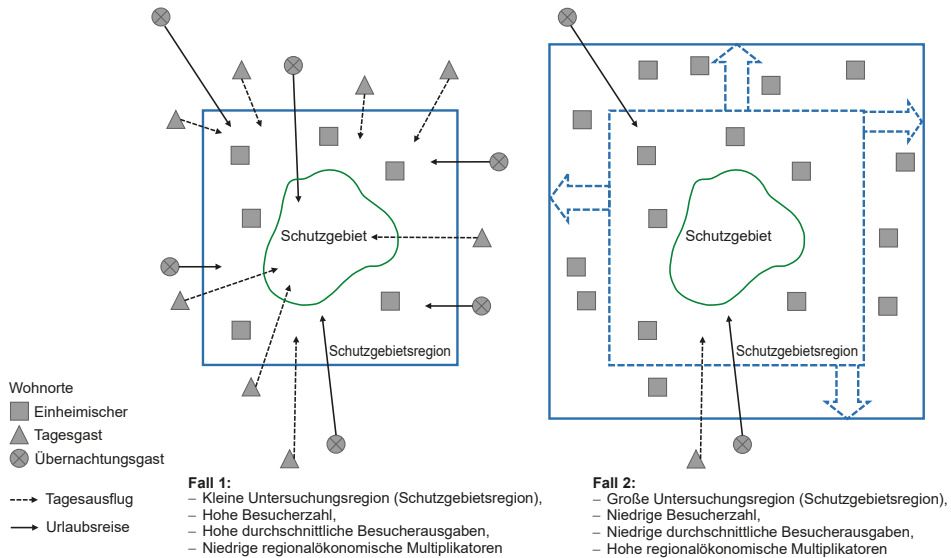 Schutzgebiet
Schutzgebietsregion
Schutzgebiet
Schutzgebietsregion
Wohnorte
Einheimischer
Tagesgast
Übernachtungsgast
Tagesausflug
Urlaubsreise
Fall 1:
– Kleine Untersuchungsregion (Schutzgebietsregion),
– Hohe Besucherzahl,
– Hohe durchschnittliche Besucherausgaben,
– Niedrige regionalökonomische Multiplikatoren
Fall 2:
– Große Untersuchungsregion (Schutzgebietsregion),
– Niedrige Besucherzahl,
– Niedrige durchschnittliche Besucherausgaben,
– Hohe regionalökonomische Multiplikatoren